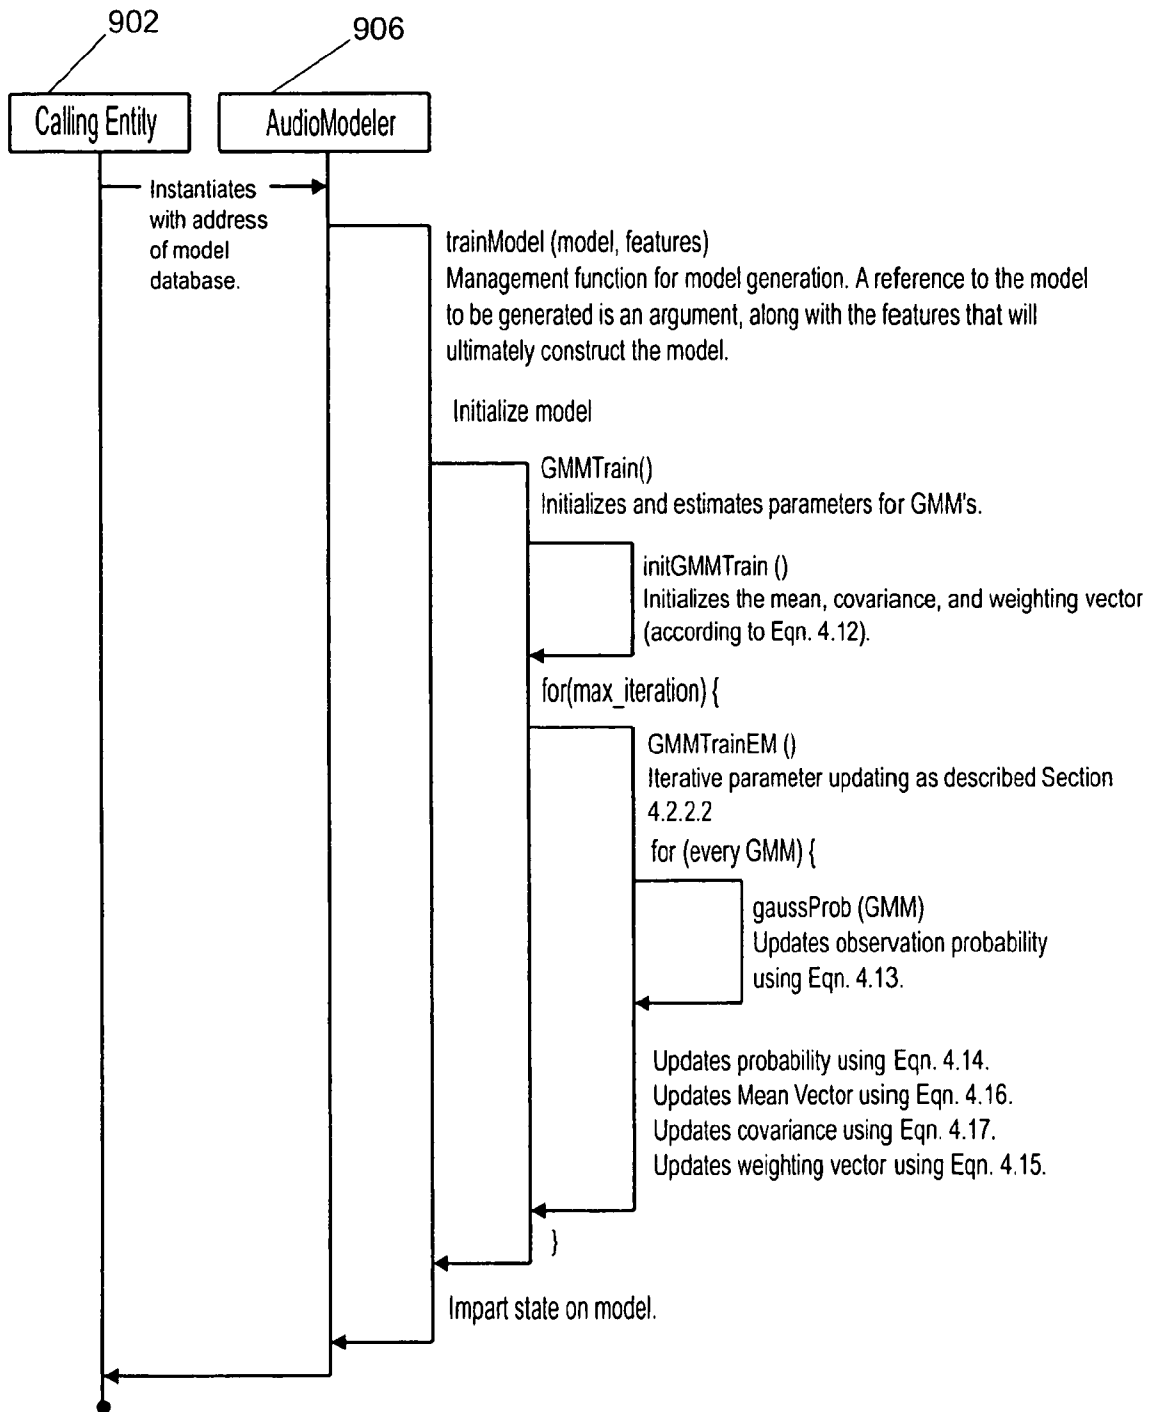 902
906
Calling Entity
AudioModeler
Instantiates
with address
of model
database.
trainModel (model, features)
Management function for model generation. A reference to the model
to be generated is an argument, along with the features that will
ultimately construct the model.
Initialize model
GMMTrain()
Initializes and estimates parameters for GMM's.
initGMMTrain ()
Initializes the mean, covariance, and weighting vector
(according to Eqn. 4.12).
for(max_iteration) {
GMMTrainEM ()
Iterative parameter updating as described Section
4.2.2.2
for (every GMM) {
gaussProb (GMM)
Updates observation probability
using Eqn. 4.13.
Updates probability using Eqn. 4.14.
Updates Mean Vector using Eqn. 4.16.
Updates covariance using Eqn. 4.17.
Updates weighting vector using Eqn. 4.15.
}
Impart state on model.